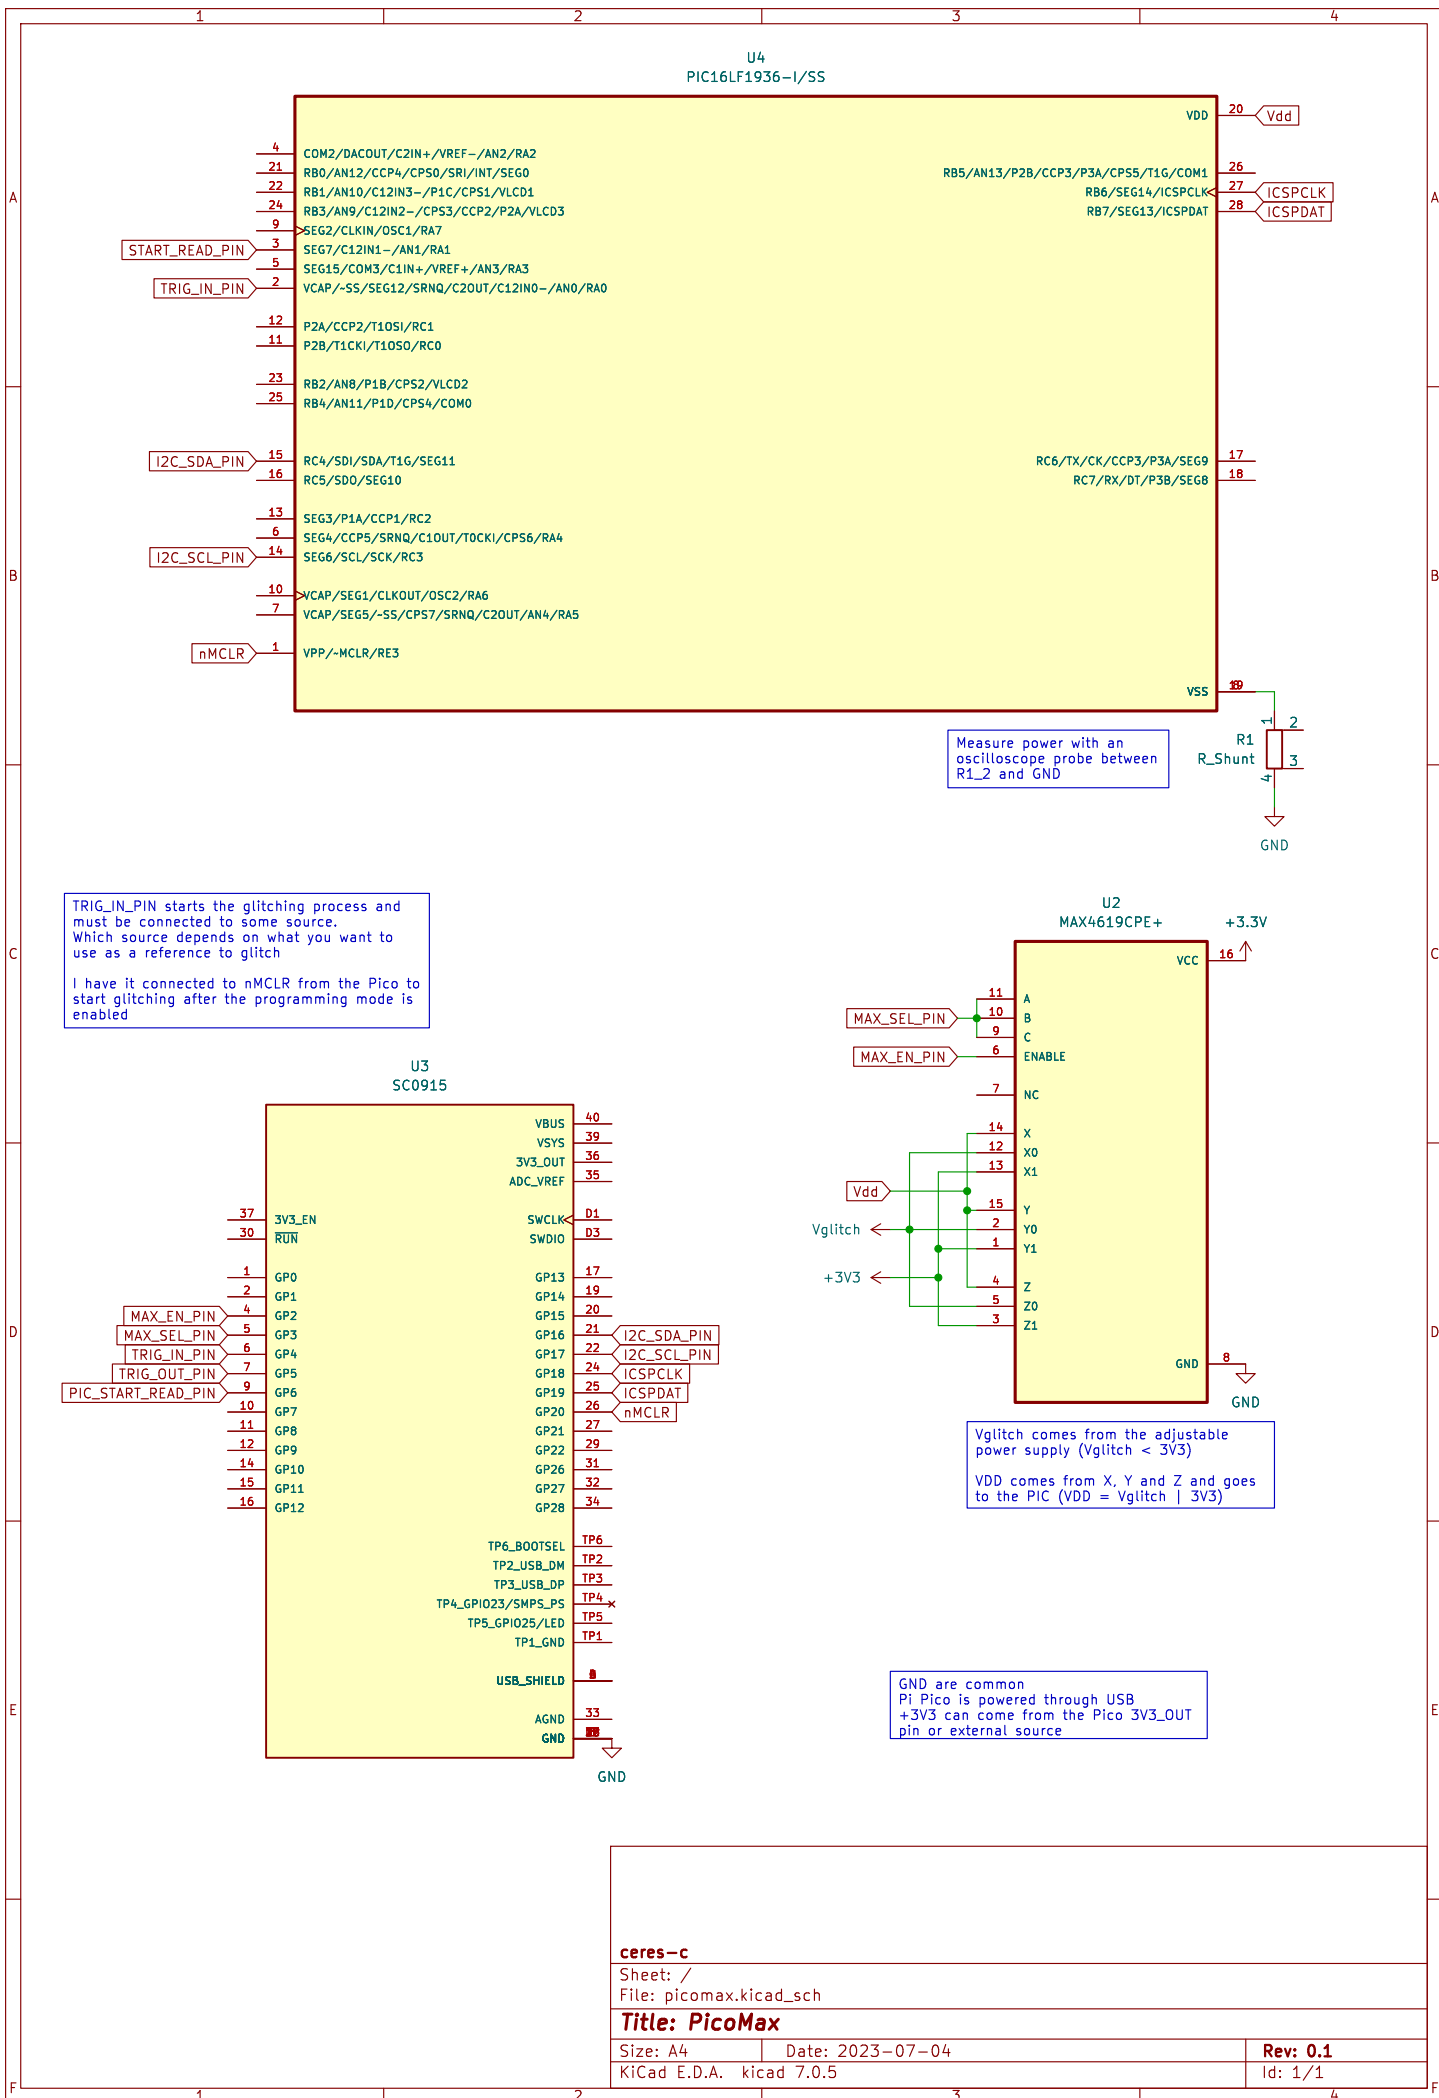 1 2 3 4
U4
PIC16LF1936-I/SS
VDD 20 Vdd
4 COM2/DACOUT/C2IN+/VREF-/AN2/RA2
21 RB0/AN12/CCP4/CPS0/SRI/INT/SEG0
RB5/AN13/P2B/CCP3/P3A/CPS5/T1G/COM1 26
22 RB1/AN10/C12IN3-/P1C/CPS1/VLCD1
RB6/SEG14/ICSPCLK 27 ICSPCLK
A A
24 RB3/AN9/C12IN2-/CPS3/CCP2/P2A/VLCD3
RB7/SEG13/ICSPDAT 28 ICSPDAT
9 SEG2/CLKIN/OSC1/RA7
START_READ_PIN 3 SEG7/C12IN1-/AN1/RA1
5 SEG15/COM3/C1IN+/VREF+/AN3/RA3
TRIG_IN_PIN 2 VCAP/~SS/SEG12/SRNQ/C2OUT/C12IN0-/AN0/RA0
12 P2A/CCP2/T1OSI/RC1
11 P2B/T1CKI/T1OSO/RC0
23 RB2/AN8/P1B/CPS2/VLCD2
25 RB4/AN11/P1D/CPS4/COM0
I2C_SDA_PIN 15 RC4/SDI/SDA/T1G/SEG11
RC6/TX/CK/CCP3/P3A/SEG9 17
16 RC5/SDO/SEG10
RC7/RX/DT/P3B/SEG8 18
13 SEG3/P1A/CCP1/RC2
6 SEG4/CCP5/SRNQ/C1OUT/T0CKI/CPS6/RA4
I2C_SCL_PIN 14 SEG6/SCL/SCK/RC3
B B
10 VCAP/SEG1/CLKOUT/OSC2/RA6
7 VCAP/SEG5/~SS/CPS7/SRNQ/C2OUT/AN4/RA5
nMCLR 1 VPP/~MCLR/RE3
VSS 19
Measure power with an
oscilloscope probe between
R1_2 and GND
R1
R_Shunt
1
2
3
4
GND
TRIG_IN_PIN starts the glitching process and
must be connected to some source.
Which source depends on what you want to
use as a reference to glitch
I have it connected to nMCLR from the Pico to
start glitching after the programming mode is
enabled
C C
U2
MAX4619CPE+
+3.3V
VCC 16
11 A
MAX_SEL_PIN 10 B
9 C
MAX_EN_PIN 6 ENABLE
7 NC
14 X
12 X0
13 X1
Vdd
15 Y
Vglitch 2 Y0
1 Y1
+3V3
4 Z
5 Z0
3 Z1
GND 8
GND
Vglitch comes from the adjustable
power supply (Vglitch < 3V3)
VDD comes from X, Y and Z and goes
to the PIC (VDD = Vglitch | 3V3)
U3
SC0915
VBUS 40
VSYS 39
3V3_OUT 36
ADC_VREF 35
37 3V3_EN SWCLK D1
30 RUN SWDIO D3
1 GP0 GP13 17
2 GP1 GP14 19
MAX_EN_PIN 4 GP2 GP15 20
D D
MAX_SEL_PIN 5 GP3 GP16 21 I2C_SDA_PIN
TRIG_IN_PIN 6 GP4 GP17 22 I2C_SCL_PIN
TRIG_OUT_PIN 7 GP5 GP18 24 ICSPCLK
PIC_START_READ_PIN 9 GP6 GP19 25 ICSPDAT
10 GP7 GP20 26 nMCLR
11 GP8 GP21 27
12 GP9 GP22 29
14 GP10 GP26 31
15 GP11 GP27 32
16 GP12 GP28 34
TP6_BOOTSEL TP6
TP2_USB_DM TP2
TP3_USB_DP TP3
TP4_GPIO23/SMPS_PS TP4
TP5_GPIO25/LED TP5
TP1_GND TP1
USB_SHIELD
AGND 33
GND
GND
E E
GND are common
Pi Pico is powered through USB
+3V3 can come from the Pico 3V3_OUT
pin or external source
ceres-c
Sheet: /
File: picomax.kicad_sch
Title: PicoMax
Size: A4 Date: 2023-07-04 Rev: 0.1
KiCad E.D.A. kicad 7.0.5 Id: 1/1
F F
1 2 3 4